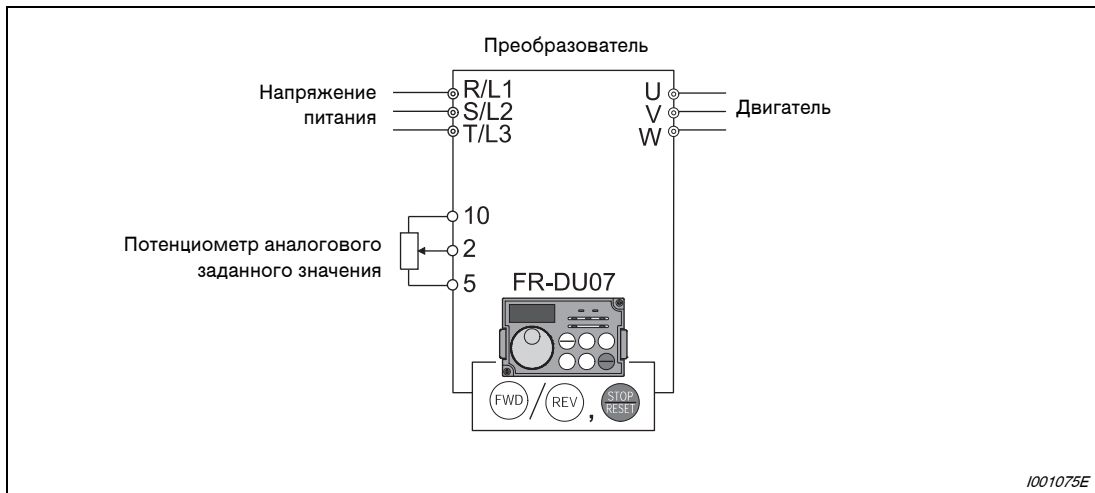 Преобразователь
Напряжение
питания
R/L1
S/L2
T/L3
U
V
W
Двигатель
Потенциометр аналогового
заданного значения
10
2
5
FR-DU07
FWD / REV , STOP
RESET
I001075E